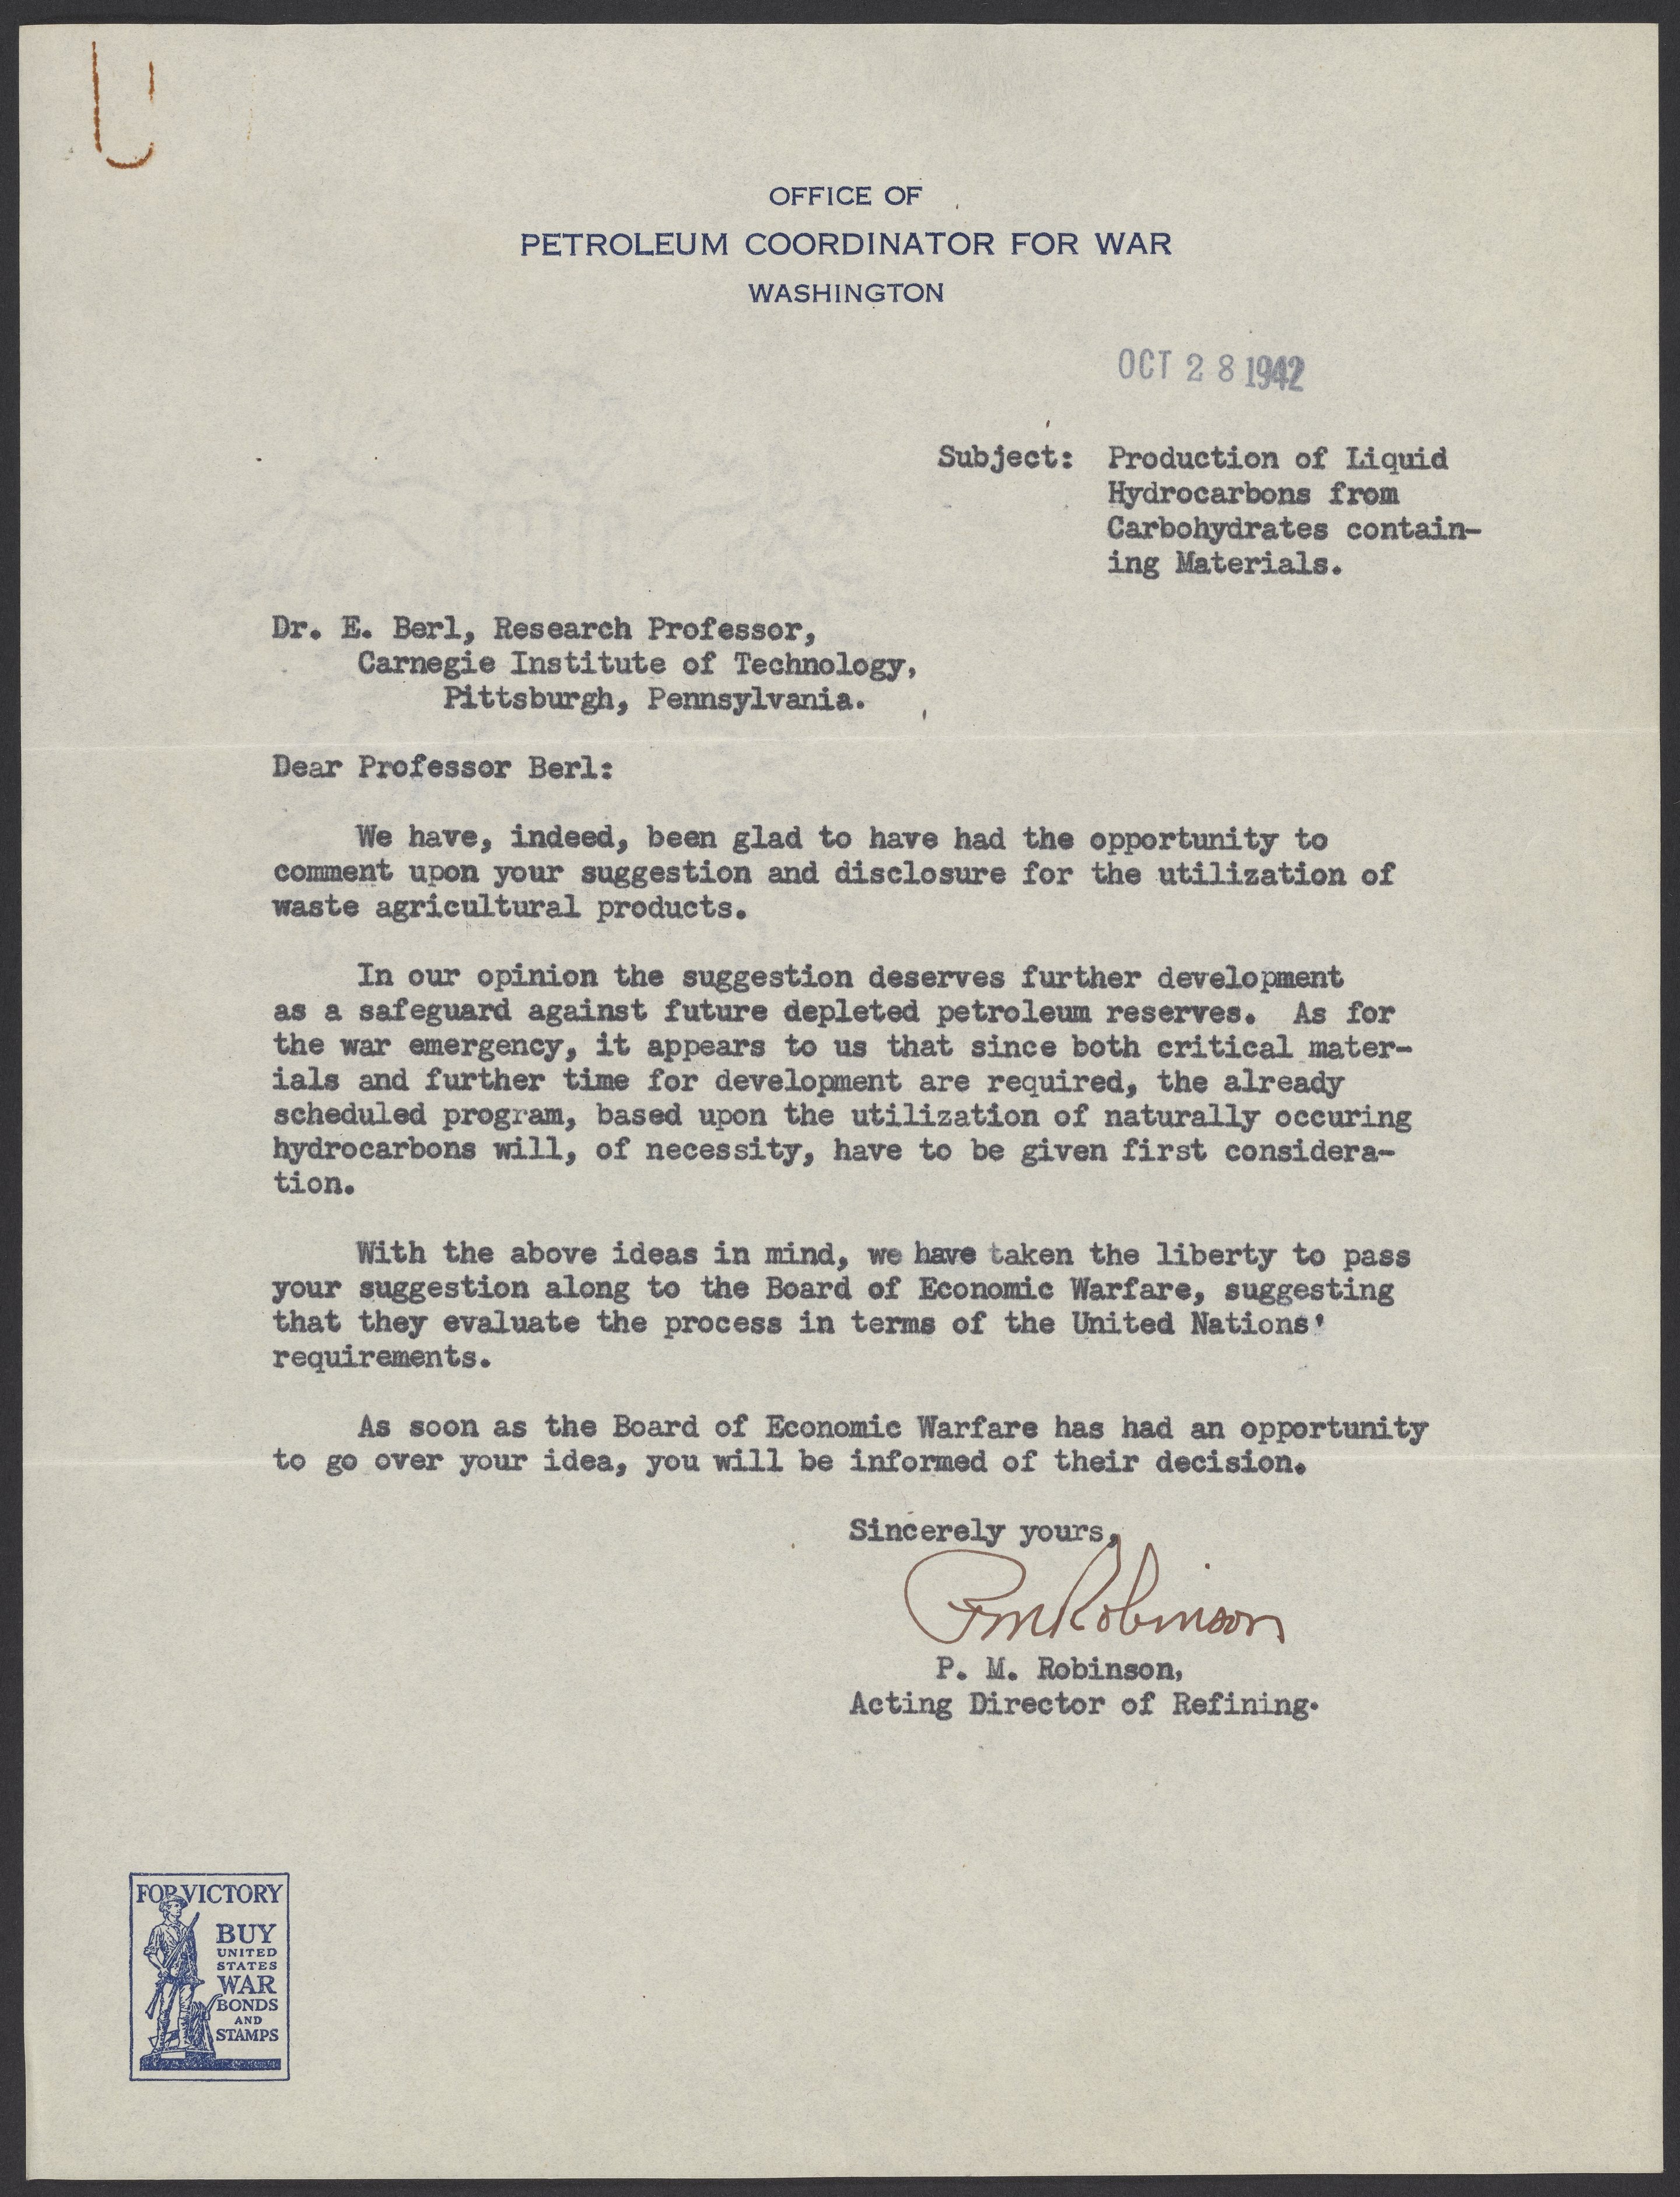 OFFICE OF
PETROLEUM COORDINATOR FOR WAR
WASHINGTON
OCT 28 1942
Subject: Production of Liquid
Hydrocarbons from
Carbohydrates contain-
ing Materials.
Dr. E. Berl, Research Professor,
Carnegie Institute of Technology,
Pittsburgh, Pennsylvania.
Dear Professor Berl:
We have, indeed, been glad to have had the opportunity to
comment upon your suggestion and disclosure for the utilization of
waste agricultural products.
In our opinion the suggestion deserves further development
as a safeguard against future depleted petroleum reserves. As for
the war emergency, it appears to us that since both critical mater-
ials and further time for development are required, the already
scheduled program, based upon the utilization of naturally occuring
hydrocarbons will, of necessity, have to be given first considera-
tion.
With the above ideas in mind, we have taken the liberty to pass
your suggestion along to the Board of Economic Warfare, suggesting
that they evaluate the process in terms of the United Nations'
requirements.
As soon as the Board of Economic Warfare has had an opportunity
to go over your idea, you will be informed of their decision.
Sincerely yours,
PM Robinson
P. M. Robinson,
Acting Director of Refining.
FOR VICTORY
BUY
UNITED
STATES
WAR
BONDS
AND
STAMPS